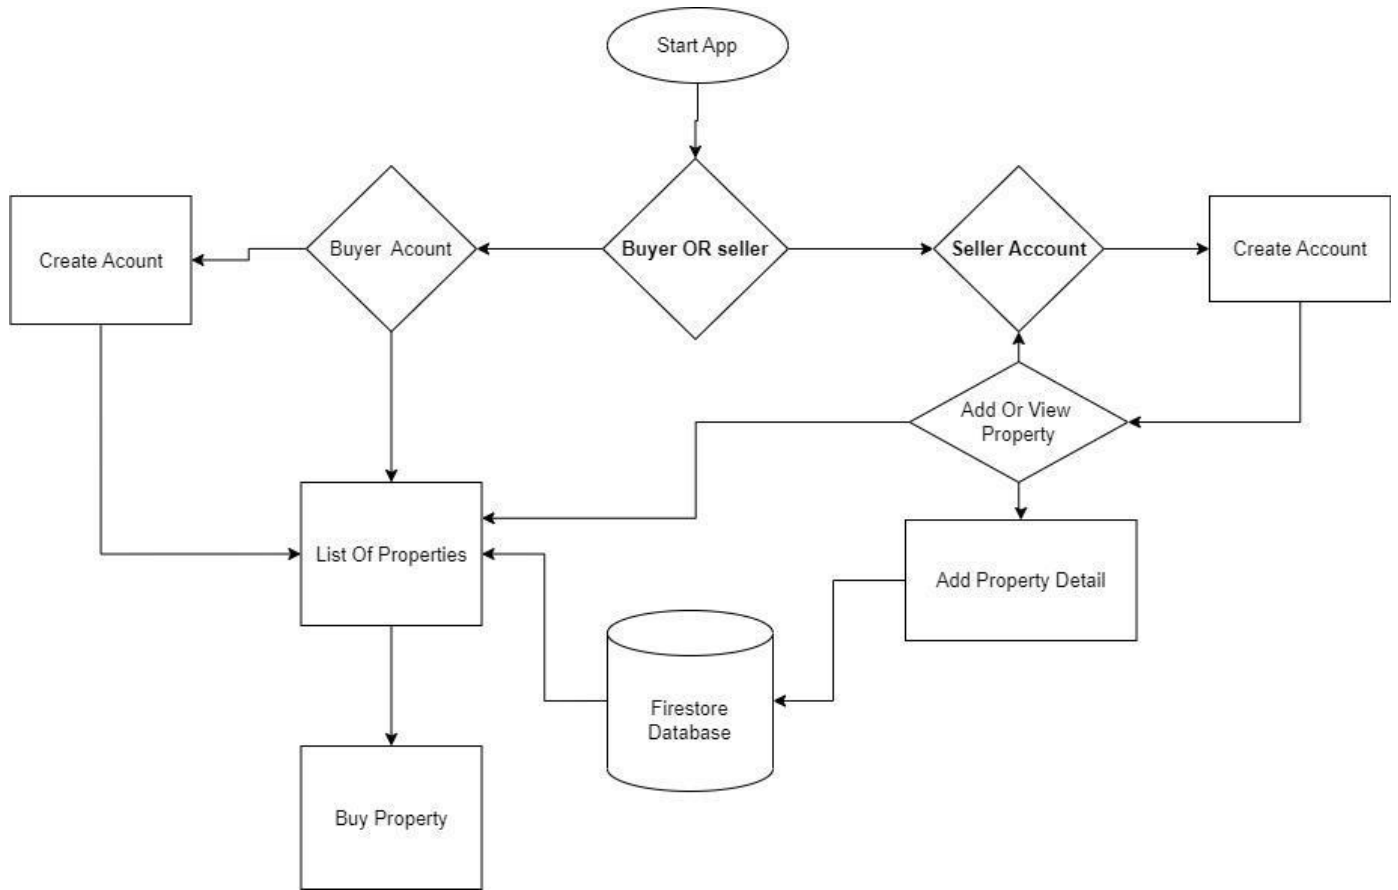 Start App
Create Acount
Buyer  Acount
Buyer OR seller
Seller Account
Create Account
Add Or View
Property
List Of Properties
Add Property Detail
Firestore
Database
Buy Property